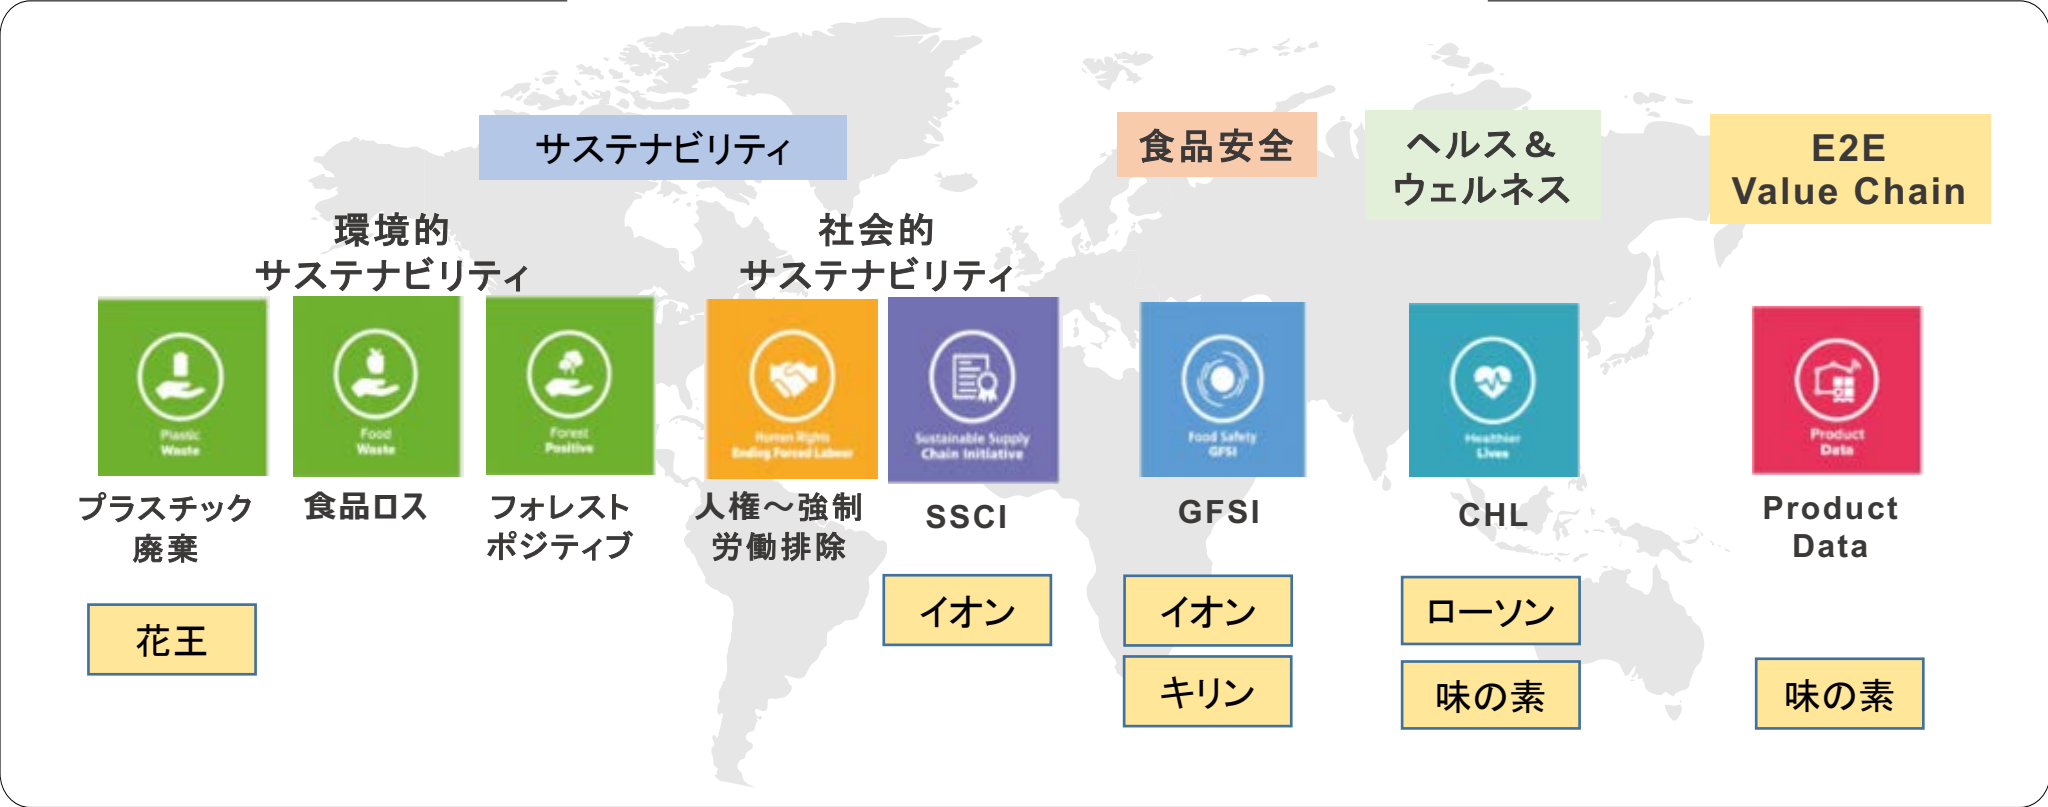 サステナビリティ
食品安全
ヘルス＆
ウェルネス
E2E
Value Chain
環境的
サステナビリティ
社会的
サステナビリティ
Plastic
Waste
Food
Waste
Forest
Positive
Human Rights
Ending Forced Labour
Sustainable Supply
Chain Initiative
Food Safety
GFSI
Healthier
Lives
Product
Data
プラスチック
廃棄
食品ロス
フォレスト
ポジティブ
人権～強制
労働排除
SSCI
GFSI
CHL
Product
Data
花王
イオン
イオン
キリン
ローソン
味の素
味の素